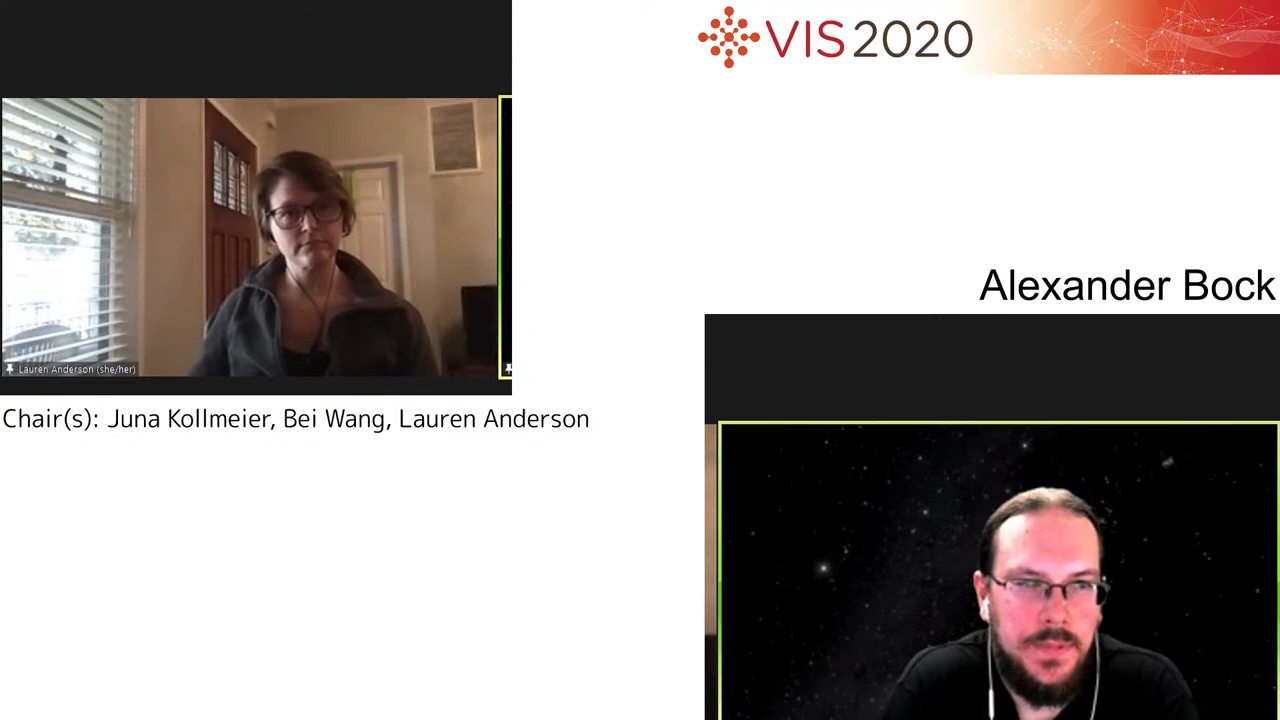 VIS2020
Alexander Bock
Lauren Anderson (she/her)
Chair(s): Juna Kollmeier, Bei Wang, Lauren Anderson